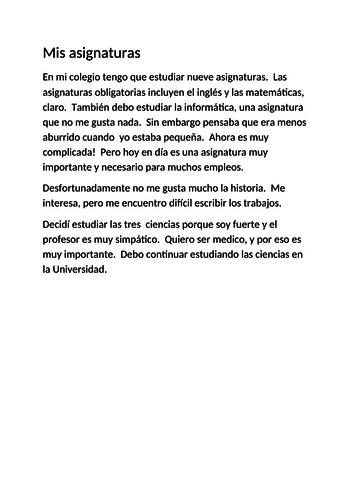 Mis asignaturas
En mi colegio tengo que estudiar nueve asignaturas.  Las
asignaturas obligatorias incluyen el inglés y las matemáticas,
claro.  También debo estudiar la informática, una asignatura
que no me gusta nada.  Sin embargo pensaba que era menos
aburrido cuando  yo estaba pequeña.  Ahora es muy
complicada!  Pero hoy en día es una asignatura muy
importante y necesario para muchos empleos.
Desfortunadamente no me gusta mucho la historia.  Me
interesa, pero me encuentro difícil escribir los trabajos.
Decidí estudiar las tres  ciencias porque soy fuerte y el
profesor es muy simpático.  Quiero ser medico, y por eso es
muy importante.  Debo continuar estudiando las ciencias en
la Universidad.